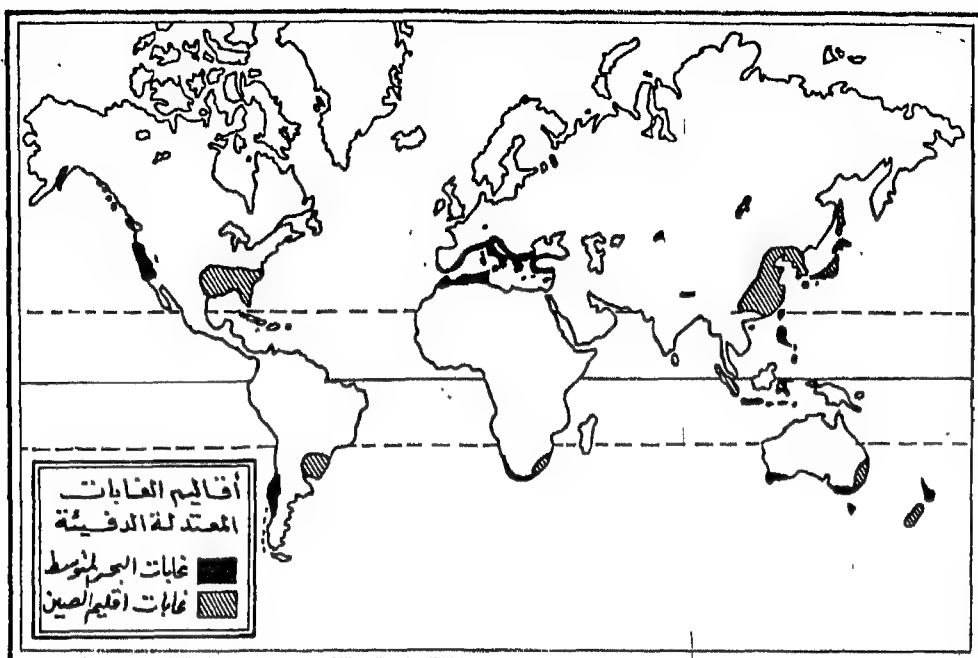 أقاليم الغابات
المعتدلة الدفيئة
غابات البحر المتوسط
غابات اقليم الصين